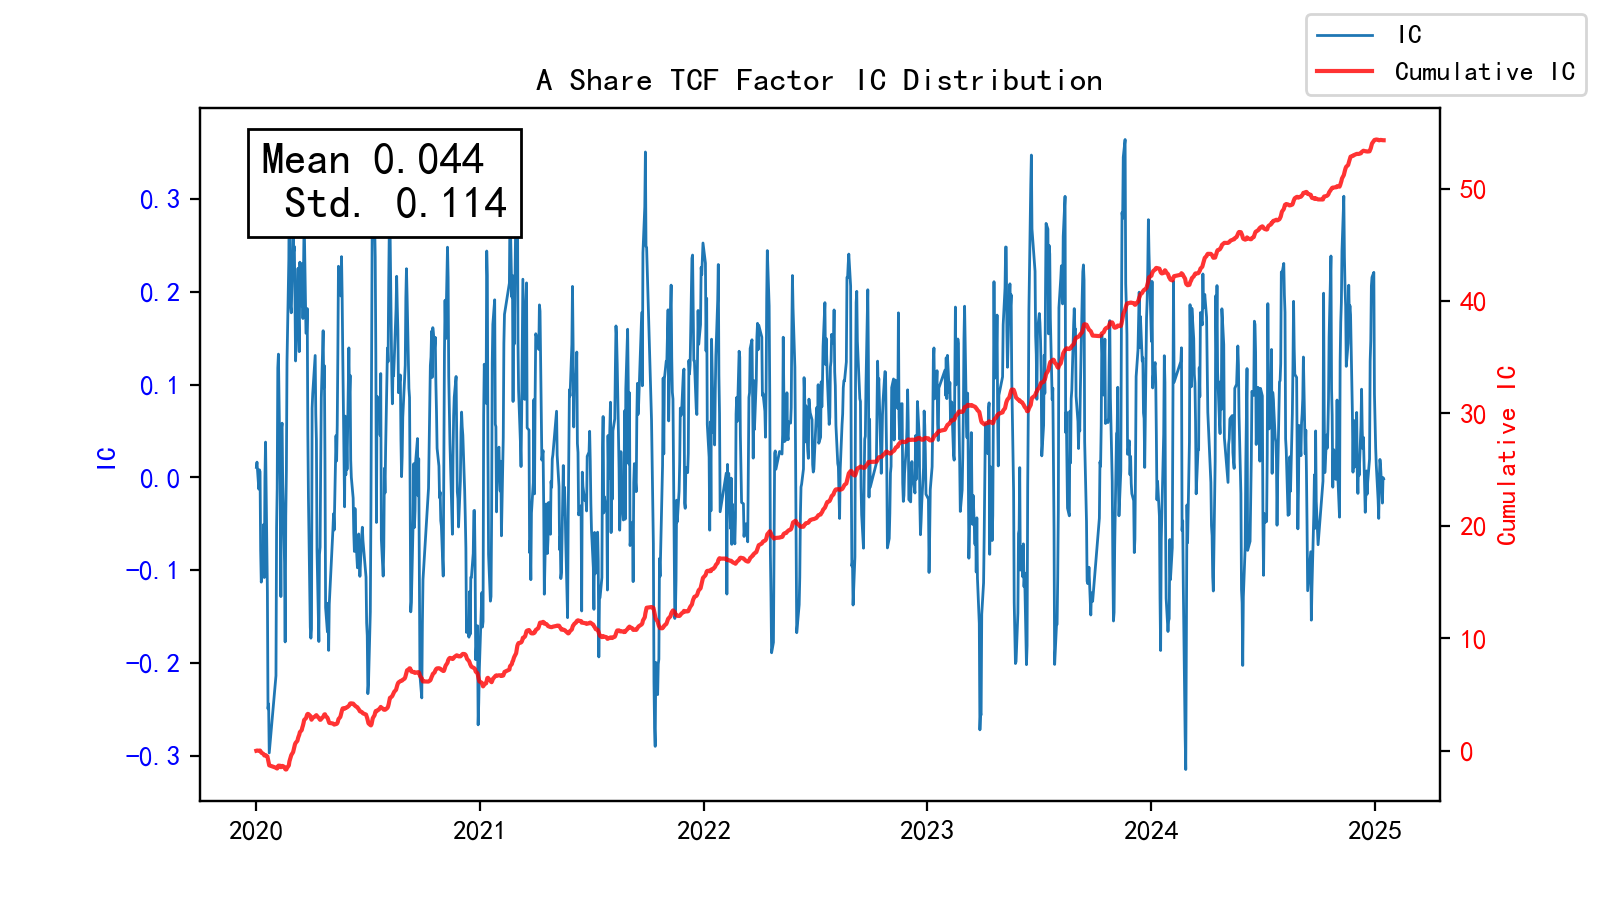 IC
Cumulative IC
A Share TCF Factor IC Distribution
Mean 0.044
Std. 0.114
IC
0.3
0.2
0.1
0.0
-0.1
-0.2
-0.3
50
40
30
20
10
0
Cumulative IC
2020 2021 2022 2023 2024 2025